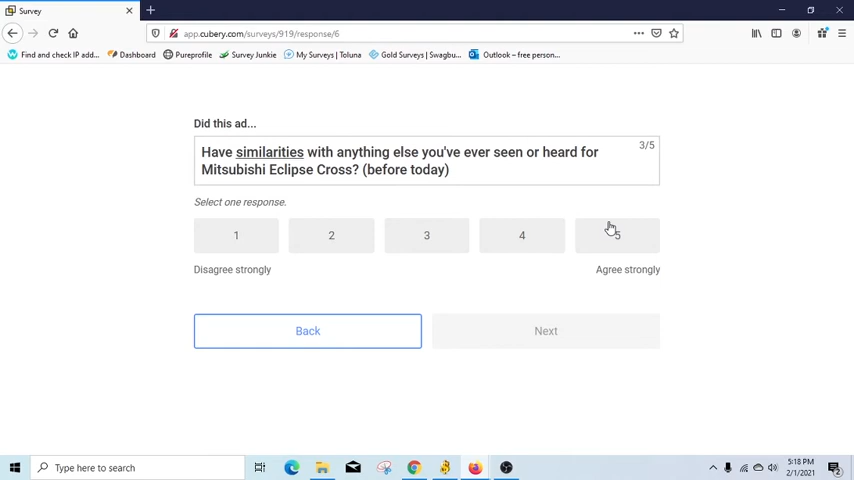 Survey
app.cubery.com/surveys/919/response/6
Find and check IP add... Dashboard Pureprofile Survey Junkie My Surveys | Toluna Gold Surveys | Swagbu... Outlook – free person...
Did this ad...
3/5
Have similarities with anything else you've ever seen or heard for
Mitsubishi Eclipse Cross? (before today)
Select one response.
1 2 3 4 5
Disagree strongly Agree strongly
Back Next
Type here to search
5:18 PM
2/1/2021
2